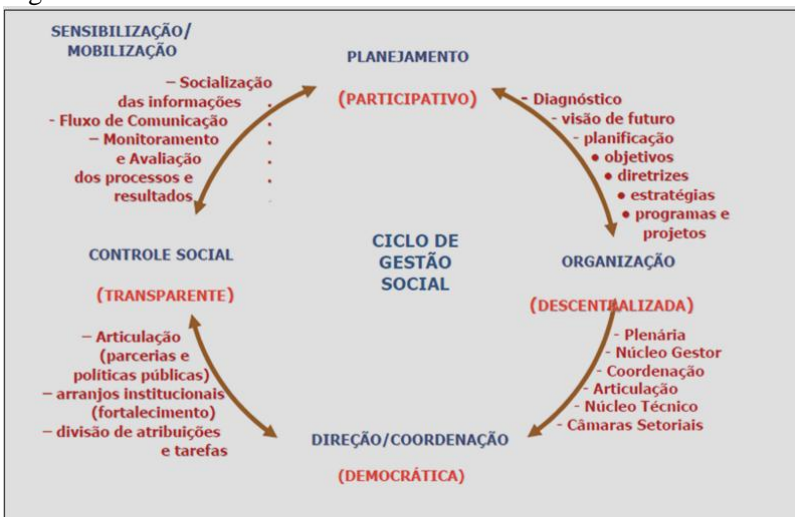 SENSIBILIZAÇÃO/
MOBILIZAÇÃO
– Socialização
das informações
- Fluxo de Comunicação
– Monitoramento
e Avaliação
dos processos e
resultados
PLANEJAMENTO
(PARTICIPATIVO)
- Diagnóstico
- visão de futuro
- planificação
• objetivos
• diretrizes
• estratégias
• programas e
projetos
CONTROLE SOCIAL
(TRANSPARENTE)
CICLO DE
GESTÃO
SOCIAL
ORGANIZAÇÃO
(DESCENTRALIZADA)
– Articulação
(parcerias e
políticas públicas)
– arranjos institucionais
(fortalecimento)
– divisão de atribuições
e tarefas
- Plenária
- Núcleo Gestor
- Coordenação
- Articulação
- Núcleo Técnico
- Câmaras Setoriais
DIREÇÃO/COORDENAÇÃO
(DEMOCRÁTICA)